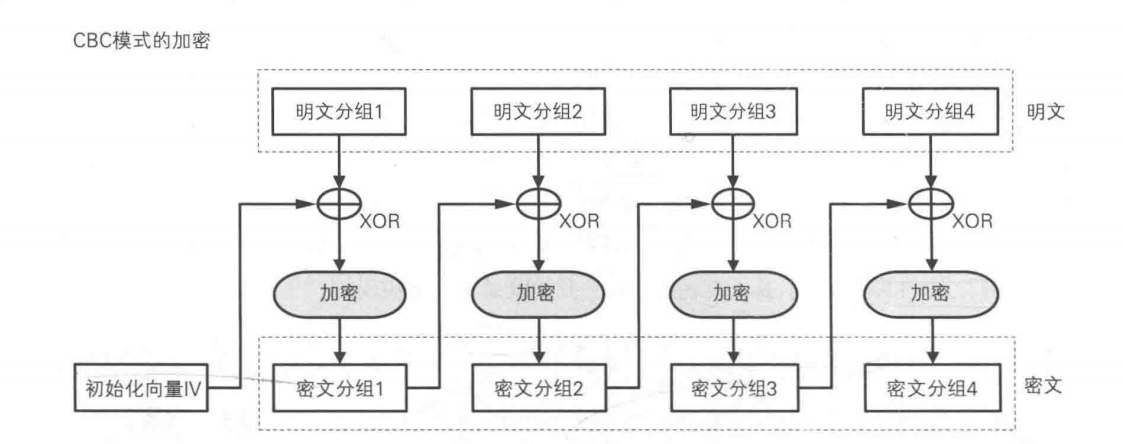 CBC模式的加密
明文分组1
明文分组2
明文分组3
明文分组4
明文
XOR
XOR
XOR
XOR
加密
加密
加密
加密
初始化向量IV
密文分组1
密文分组2
密文分组3
密文分组4
密文